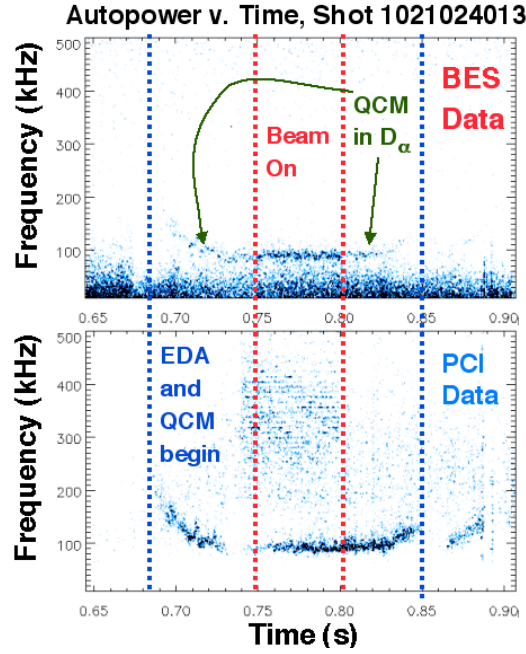 Autopower v. Time, Shot 1021024013
Frequency (kHz)
500
400
300
200
100
BES
Data
QCM
in Dα
Beam
On
0.65 0.70 0.75 0.80 0.85 0.90
Frequency (kHz)
500
400
300
200
100
EDA
and
QCM
begin
PCI
Data
0.65 0.70 0.75 0.80 0.85 0.90
Time (s)